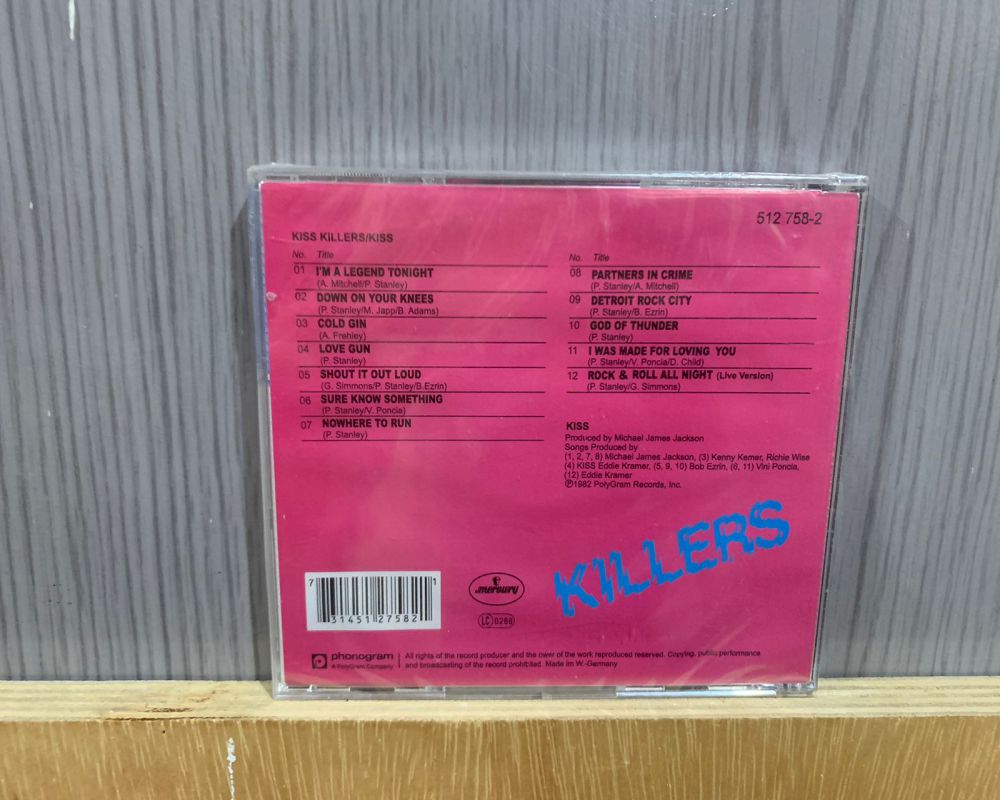 512 758-2
KISS KILLERS/KISS
No. Title
01 I'M A LEGEND TONIGHT
(A. Mitchell/P. Stanley)
02 DOWN ON YOUR KNEES
(P. Stanley/M. Japp/B. Adams)
03 COLD GIN
(A. Frehley)
04 LOVE GUN
(P. Stanley)
05 SHOUT IT OUT LOUD
(G. Simmons/P. Stanley/B.Ezrin)
06 SURE KNOW SOMETHING
(P. Stanley/V. Poncia)
07 NOWHERE TO RUN
(P. Stanley)
No. Title
08 PARTNERS IN CRIME
(P. Stanley/A. Mitchell)
09 DETROIT ROCK CITY
(P. Stanley/B. Ezrin)
10 GOD OF THUNDER
(P. Stanley)
11 I WAS MADE FOR LOVING YOU
(P. Stanley/V. Poncia/D. Child)
12 ROCK & ROLL ALL NIGHT (Live Version)
(P. Stanley/G. Simmons)
KISS
Produced by Michael James Jackson
Songs Produced by
(1, 2, 7, 8) Michael James Jackson, (3) Kenny Kerner, Richie Wise
(4) KISS Eddie Kramer, (5, 9, 10) Bob Ezrin, (6, 11) Vini Poncia,
(12) Eddie Kramer
℗1982 PolyGram Records, Inc.
KILLERS
7 31451 27582 1
mercury
LC 0268
phonogram
A PolyGram Company
All rights of the record producer and the ower of the work reproduced reserved. Copying, public performance
and broadcasting of the record prohibited. Made im W.-Germany